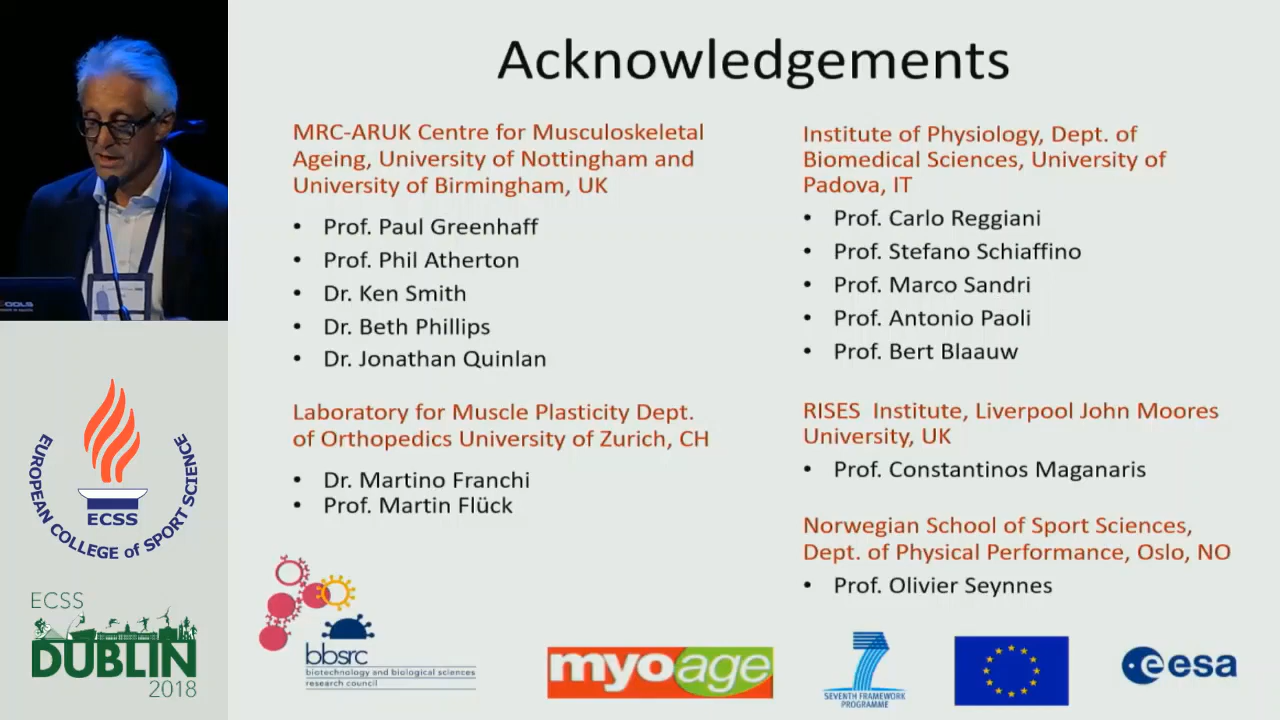 Acknowledgements
MRC-ARUK Centre for Musculoskeletal
Ageing, University of Nottingham and
University of Birmingham, UK
• Prof. Paul Greenhaff
• Prof. Phil Atherton
• Dr. Ken Smith
• Dr. Beth Phillips
• Dr. Jonathan Quinlan
Laboratory for Muscle Plasticity Dept.
of Orthopedics University of Zurich, CH
• Dr. Martino Franchi
• Prof. Martin Flück
Institute of Physiology, Dept. of
Biomedical Sciences, University of
Padova, IT
• Prof. Carlo Reggiani
• Prof. Stefano Schiaffino
• Prof. Marco Sandri
• Prof. Antonio Paoli
• Prof. Bert Blaauw
RISES Institute, Liverpool John Moores
University, UK
• Prof. Constantinos Maganaris
Norwegian School of Sport Sciences,
Dept. of Physical Performance, Oslo, NO
• Prof. Olivier Seynnes
EUROPEAN COLLEGE of SPORT SCIENCE
ECSS
ECSS
DUBLIN
2018
bbsrc
biotechnology and biological sciences
research council
myoage
7
SEVENTH FRAMEWORK
PROGRAMME
esa